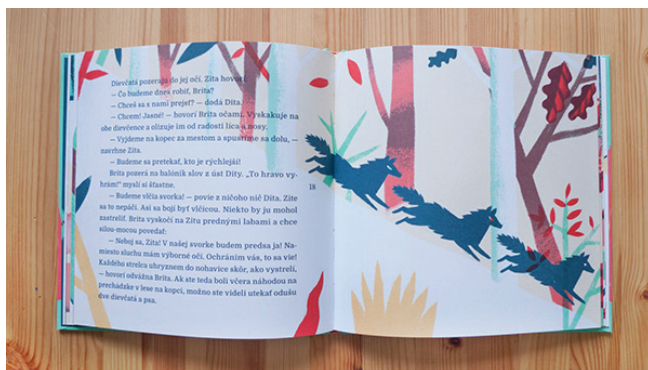 Dievčatá pozerajú do jej očí. Zita hovorí:
— Čo budeme dnes robiť, Brita?
— Chceš sa s nami prejsť? — dodá Dita.
— Chcem! Jasné! — hovorí Brita očami. Vyskakuje na
obe dievčence a olizuje im od radosti líca a nosy.
— Vyjdeme na kopec za mestom a spustíme sa dolu, —
navrhne Zita.
— Budeme sa pretekať, kto je rýchlejší!
Brita pozerá na balónik slov z úst Dity. „To hravo vy-
hrám!“ myslí si šťastne.
— Budeme vlčia svorka! — povie z ničoho nič Dita. Zite
sa to nepáči. Asi sa bojí byť vlčicou. Niekto by ju mohol
zastreliť. Brita vyskočí na Zitu prednými labami a chce
silou-mocou povedať:
— Neboj sa, Zita! V našej svorke budem predsa ja! Na-
miesto sluchu mám výborné oči. Ochránim vás, to sa vie!
Každého strelca uhryznem do nohavice skôr, ako vystrelí,
— hovorí odvážna Brita. Ak ste teda boli včera náhodou na
prechádzke v lese na kopci, možno ste videli utekať odušu
dve dievčatá a psa.
18